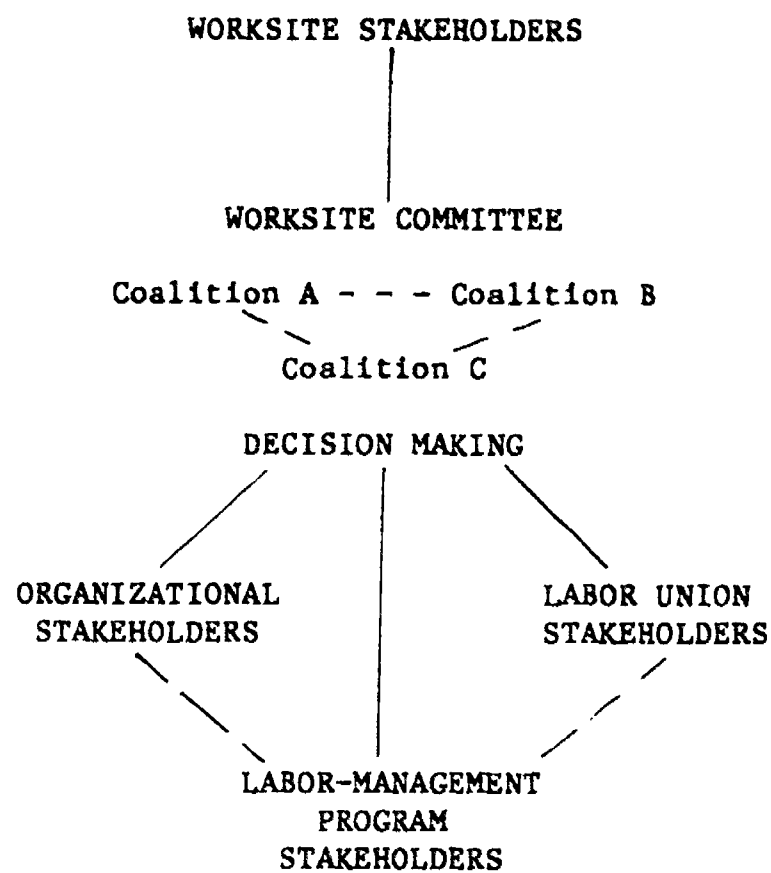 WORKSITE STAKEHOLDERS
WORKSITE COMMITTEE
Coalition A - - - Coalition B
Coalition C
DECISION MAKING
ORGANIZATIONAL
STAKEHOLDERS
LABOR UNION
STAKEHOLDERS
LABOR-MANAGEMENT
PROGRAM
STAKEHOLDERS